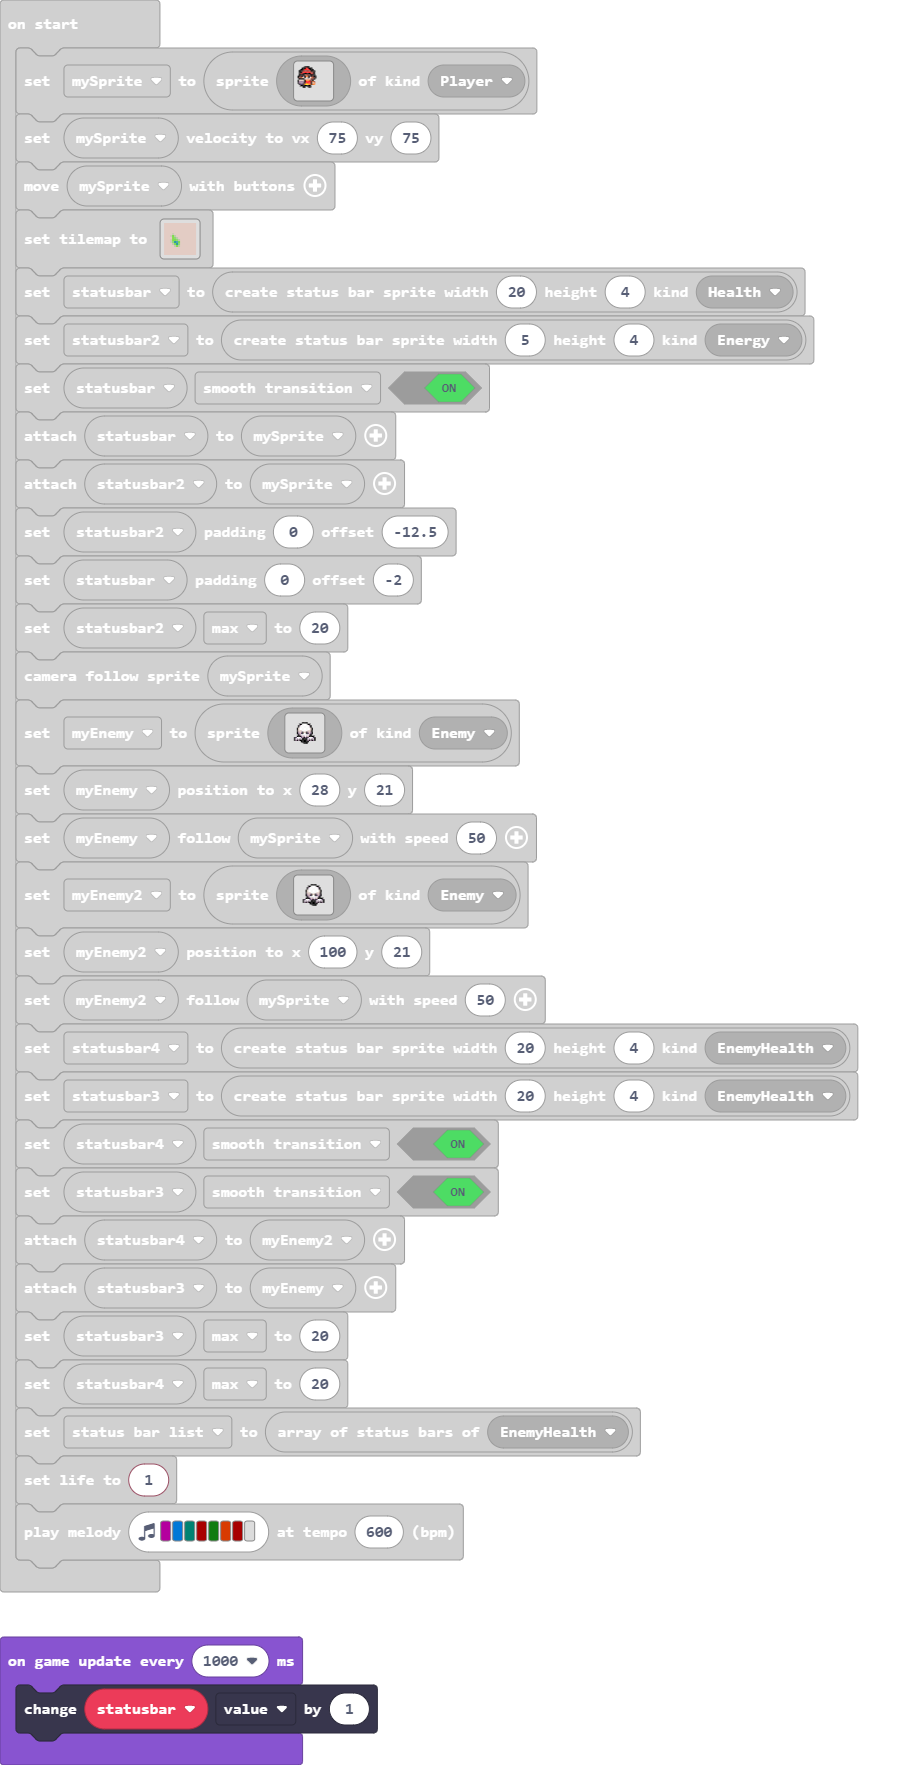 on start
set mySprite to sprite of kind Player
set mySprite velocity to vx 75 vy 75
move mySprite with buttons
set tilemap to
set statusbar to create status bar sprite width 20 height 4 kind Health
set statusbar2 to create status bar sprite width 5 height 4 kind Energy
set statusbar smooth transition ON
attach statusbar to mySprite
attach statusbar2 to mySprite
set statusbar2 padding 0 offset -12.5
set statusbar padding 0 offset -2
set statusbar2 max to 20
camera follow sprite mySprite
set myEnemy to sprite of kind Enemy
set myEnemy position to x 28 y 21
set myEnemy follow mySprite with speed 50
set myEnemy2 to sprite of kind Enemy
set myEnemy2 position to x 100 y 21
set myEnemy2 follow mySprite with speed 50
set statusbar4 to create status bar sprite width 20 height 4 kind EnemyHealth
set statusbar3 to create status bar sprite width 20 height 4 kind EnemyHealth
set statusbar4 smooth transition ON
set statusbar3 smooth transition ON
attach statusbar4 to myEnemy2
attach statusbar3 to myEnemy
set statusbar3 max to 20
set statusbar4 max to 20
set status bar list to array of status bars of EnemyHealth
set life to 1
play melody at tempo 600 (bpm)
on game update every 1000 ms
change statusbar value by 1